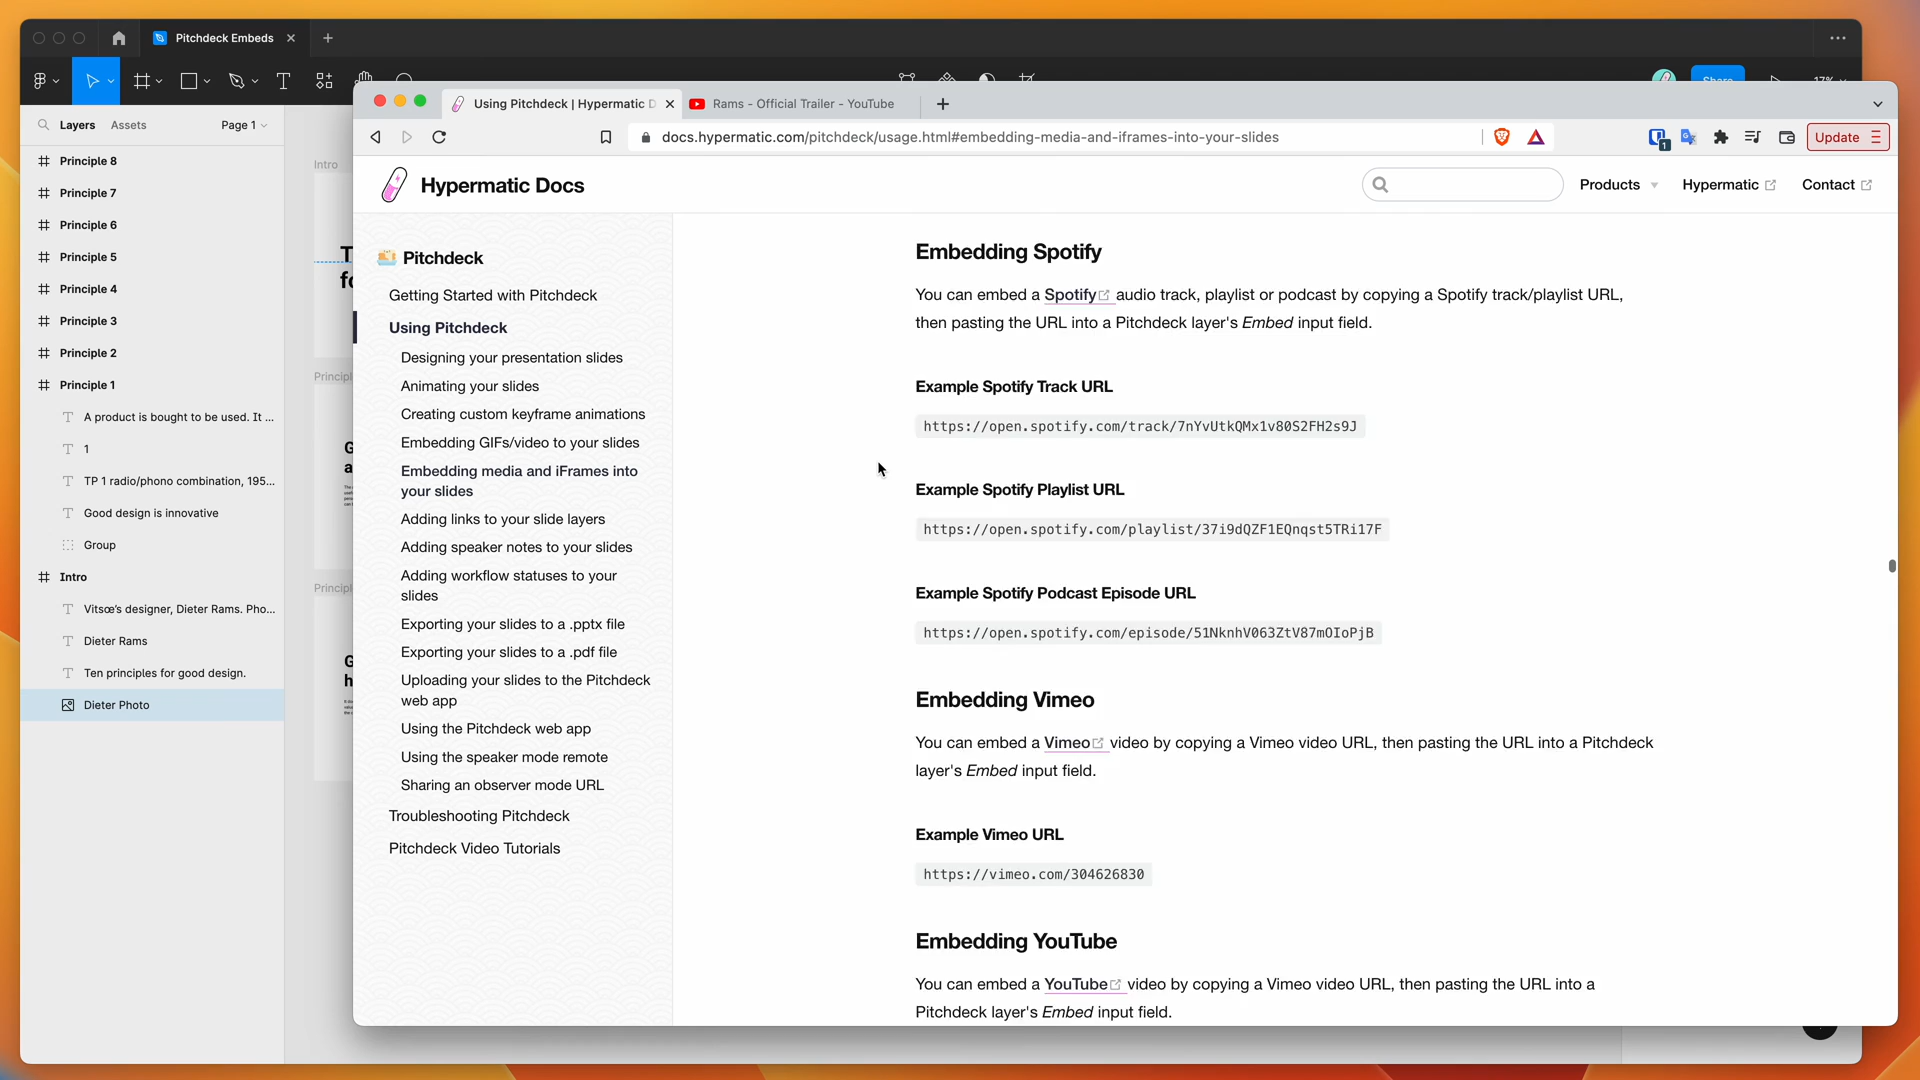 Pitchdeck Embeds
Share
17%
Layers
Assets
Page 1
Principle 8
Principle 7
Principle 6
Principle 5
Principle 4
Principle 3
Principle 2
Principle 1
A product is bought to be used. It ...
1
TP 1 radio/phono combination, 195...
Good design is innovative
Group
Intro
Vitsœ's designer, Dieter Rams. Pho...
Dieter Rams
Ten principles for good design.
Dieter Photo
Intro
Using Pitchdeck | Hypermatic D
Rams - Official Trailer - YouTube
docs.hypermatic.com/pitchdeck/usage.html#embedding-media-and-iframes-into-your-slides
1
Update
Hypermatic Docs
Products
Hypermatic
Contact
Pitchdeck
Getting Started with Pitchdeck
Using Pitchdeck
Designing your presentation slides
Animating your slides
Creating custom keyframe animations
Embedding GIFs/video to your slides
Embedding media and iFrames into
your slides
Adding links to your slide layers
Adding speaker notes to your slides
Adding workflow statuses to your
slides
Exporting your slides to a .pptx file
Exporting your slides to a .pdf file
Uploading your slides to the Pitchdeck
web app
Using the Pitchdeck web app
Using the speaker mode remote
Sharing an observer mode URL
Troubleshooting Pitchdeck
Pitchdeck Video Tutorials
Embedding Spotify
You can embed a Spotify audio track, playlist or podcast by copying a Spotify track/playlist URL,
then pasting the URL into a Pitchdeck layer's Embed input field.
Example Spotify Track URL
https://open.spotify.com/track/7nYvUtkQMx1v80S2FH2s9J
Example Spotify Playlist URL
https://open.spotify.com/playlist/37i9dQZF1EQnqst5TRi17F
Example Spotify Podcast Episode URL
https://open.spotify.com/episode/51NknhV063ZtV87mOIoPjB
Embedding Vimeo
You can embed a Vimeo video by copying a Vimeo video URL, then pasting the URL into a Pitchdeck
layer's Embed input field.
Example Vimeo URL
https://vimeo.com/304626830
Embedding YouTube
You can embed a YouTube video by copying a Vimeo video URL, then pasting the URL into a
Pitchdeck layer's Embed input field.